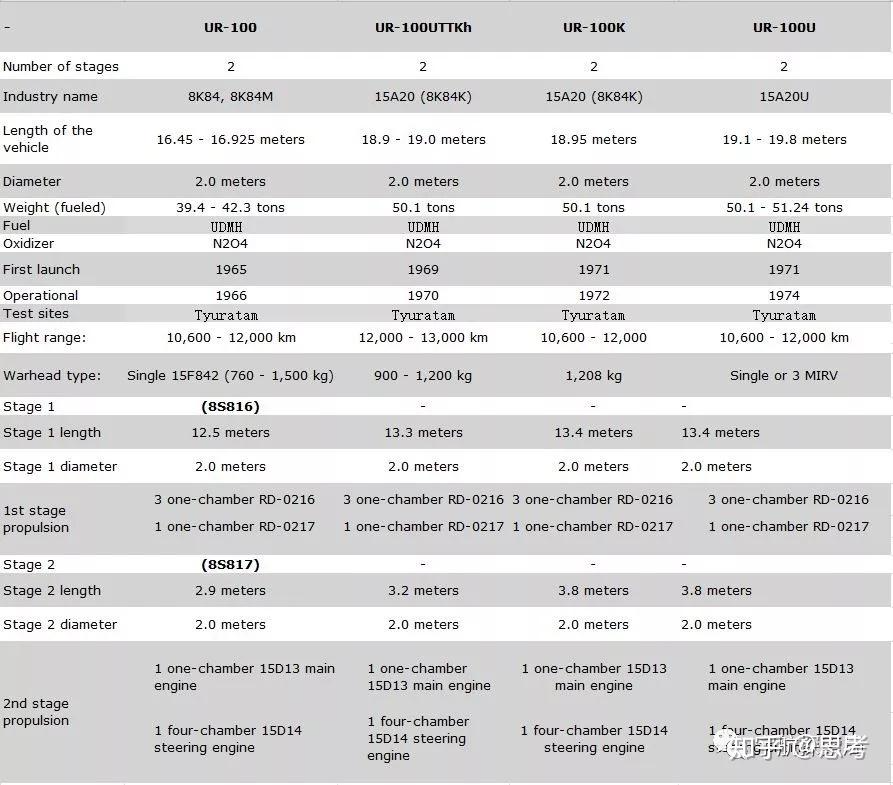 - UR-100 UR-100UTTKh UR-100K UR-100U
Number of stages 2 2 2 2
Industry name 8K84, 8K84M 15A20 (8K84K) 15A20 (8K84K) 15A20U
Length of the
vehicle 16.45 - 16.925 meters 18.9 - 19.0 meters 18.95 meters 19.1 - 19.8 meters
Diameter 2.0 meters 2.0 meters 2.0 meters 2.0 meters
Weight (fueled) 39.4 - 42.3 tons 50.1 tons 50.1 tons 50.1 - 51.24 tons
Fuel UDMH UDMH UDMH UDMH
Oxidizer N2O4 N2O4 N2O4 N2O4
First launch 1965 1969 1971 1971
Operational 1966 1970 1972 1974
Test sites Tyuratam Tyuratam Tyuratam Tyuratam
Flight range: 10,600 - 12,000 km 12,000 - 13,000 km 10,600 - 12,000 10,600 - 12,000 km
Warhead type: Single 15F842 (760 - 1,500 kg) 900 - 1,200 kg 1,208 kg Single or 3 MIRV
Stage 1 (8S816) - - -
Stage 1 length 12.5 meters 13.3 meters 13.4 meters 13.4 meters
Stage 1 diameter 2.0 meters 2.0 meters 2.0 meters 2.0 meters
1st stage
propulsion
3 one-chamber RD-0216 3 one-chamber RD-0216 3 one-chamber RD-0216 3 one-chamber RD-0216
1 one-chamber RD-0217 1 one-chamber RD-0217 1 one-chamber RD-0217 1 one-chamber RD-0217
Stage 2 (8S817) - - -
Stage 2 length 2.9 meters 3.2 meters 3.8 meters 3.8 meters
Stage 2 diameter 2.0 meters 2.0 meters 2.0 meters 2.0 meters
2nd stage
propulsion
1 one-chamber 15D13 main
engine
1 four-chamber 15D14
steering engine
1 one-chamber
15D13 main engine
1 four-chamber
15D14 steering
engine
1 one-chamber 15D13
main engine
1 four-chamber 15D14
steering engine
1 one-chamber 15D13
main engine
1 four-chamber 15D14
知乎 @思考